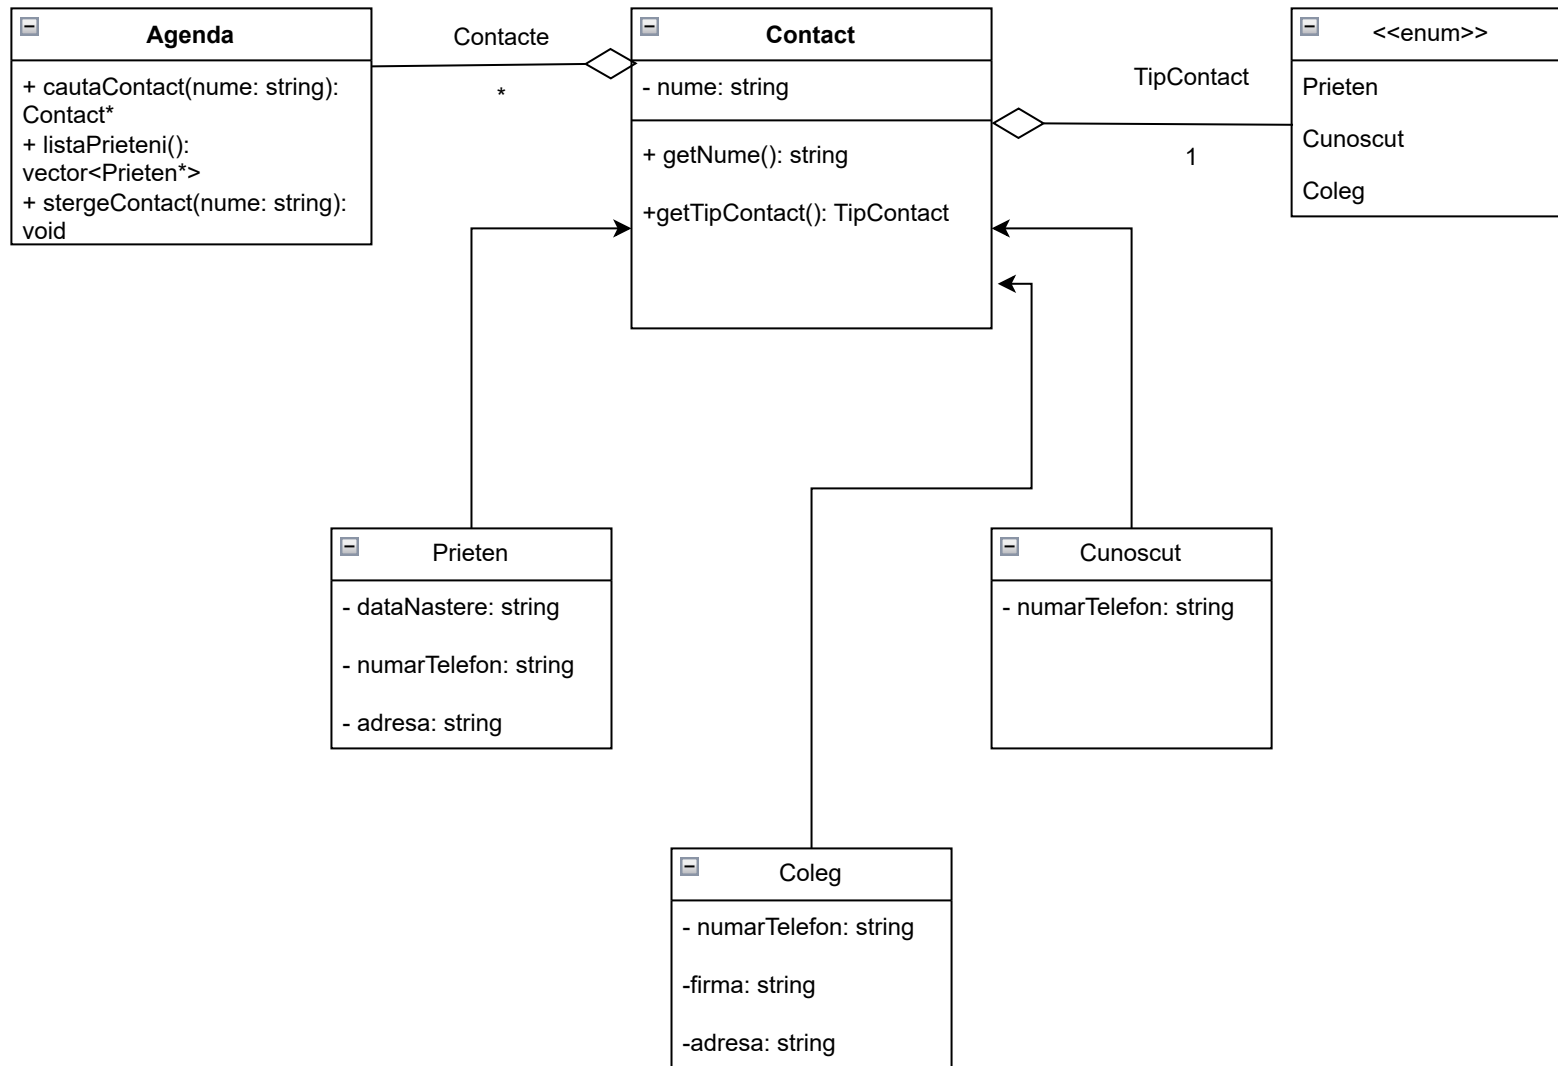 Agenda
+ cautaContact(nume: string):
Contact*
+ listaPrieteni():
vector<Prieten*>
+ stergeContact(nume: string):
void
Contacte
*
Contact
- nume: string
+ getNume(): string
+getTipContact(): TipContact
TipContact
1
<<enum>>
Prieten
Cunoscut
Coleg
Prieten
- dataNastere: string
- numarTelefon: string
- adresa: string
Cunoscut
- numarTelefon: string
Coleg
- numarTelefon: string
-firma: string
-adresa: string